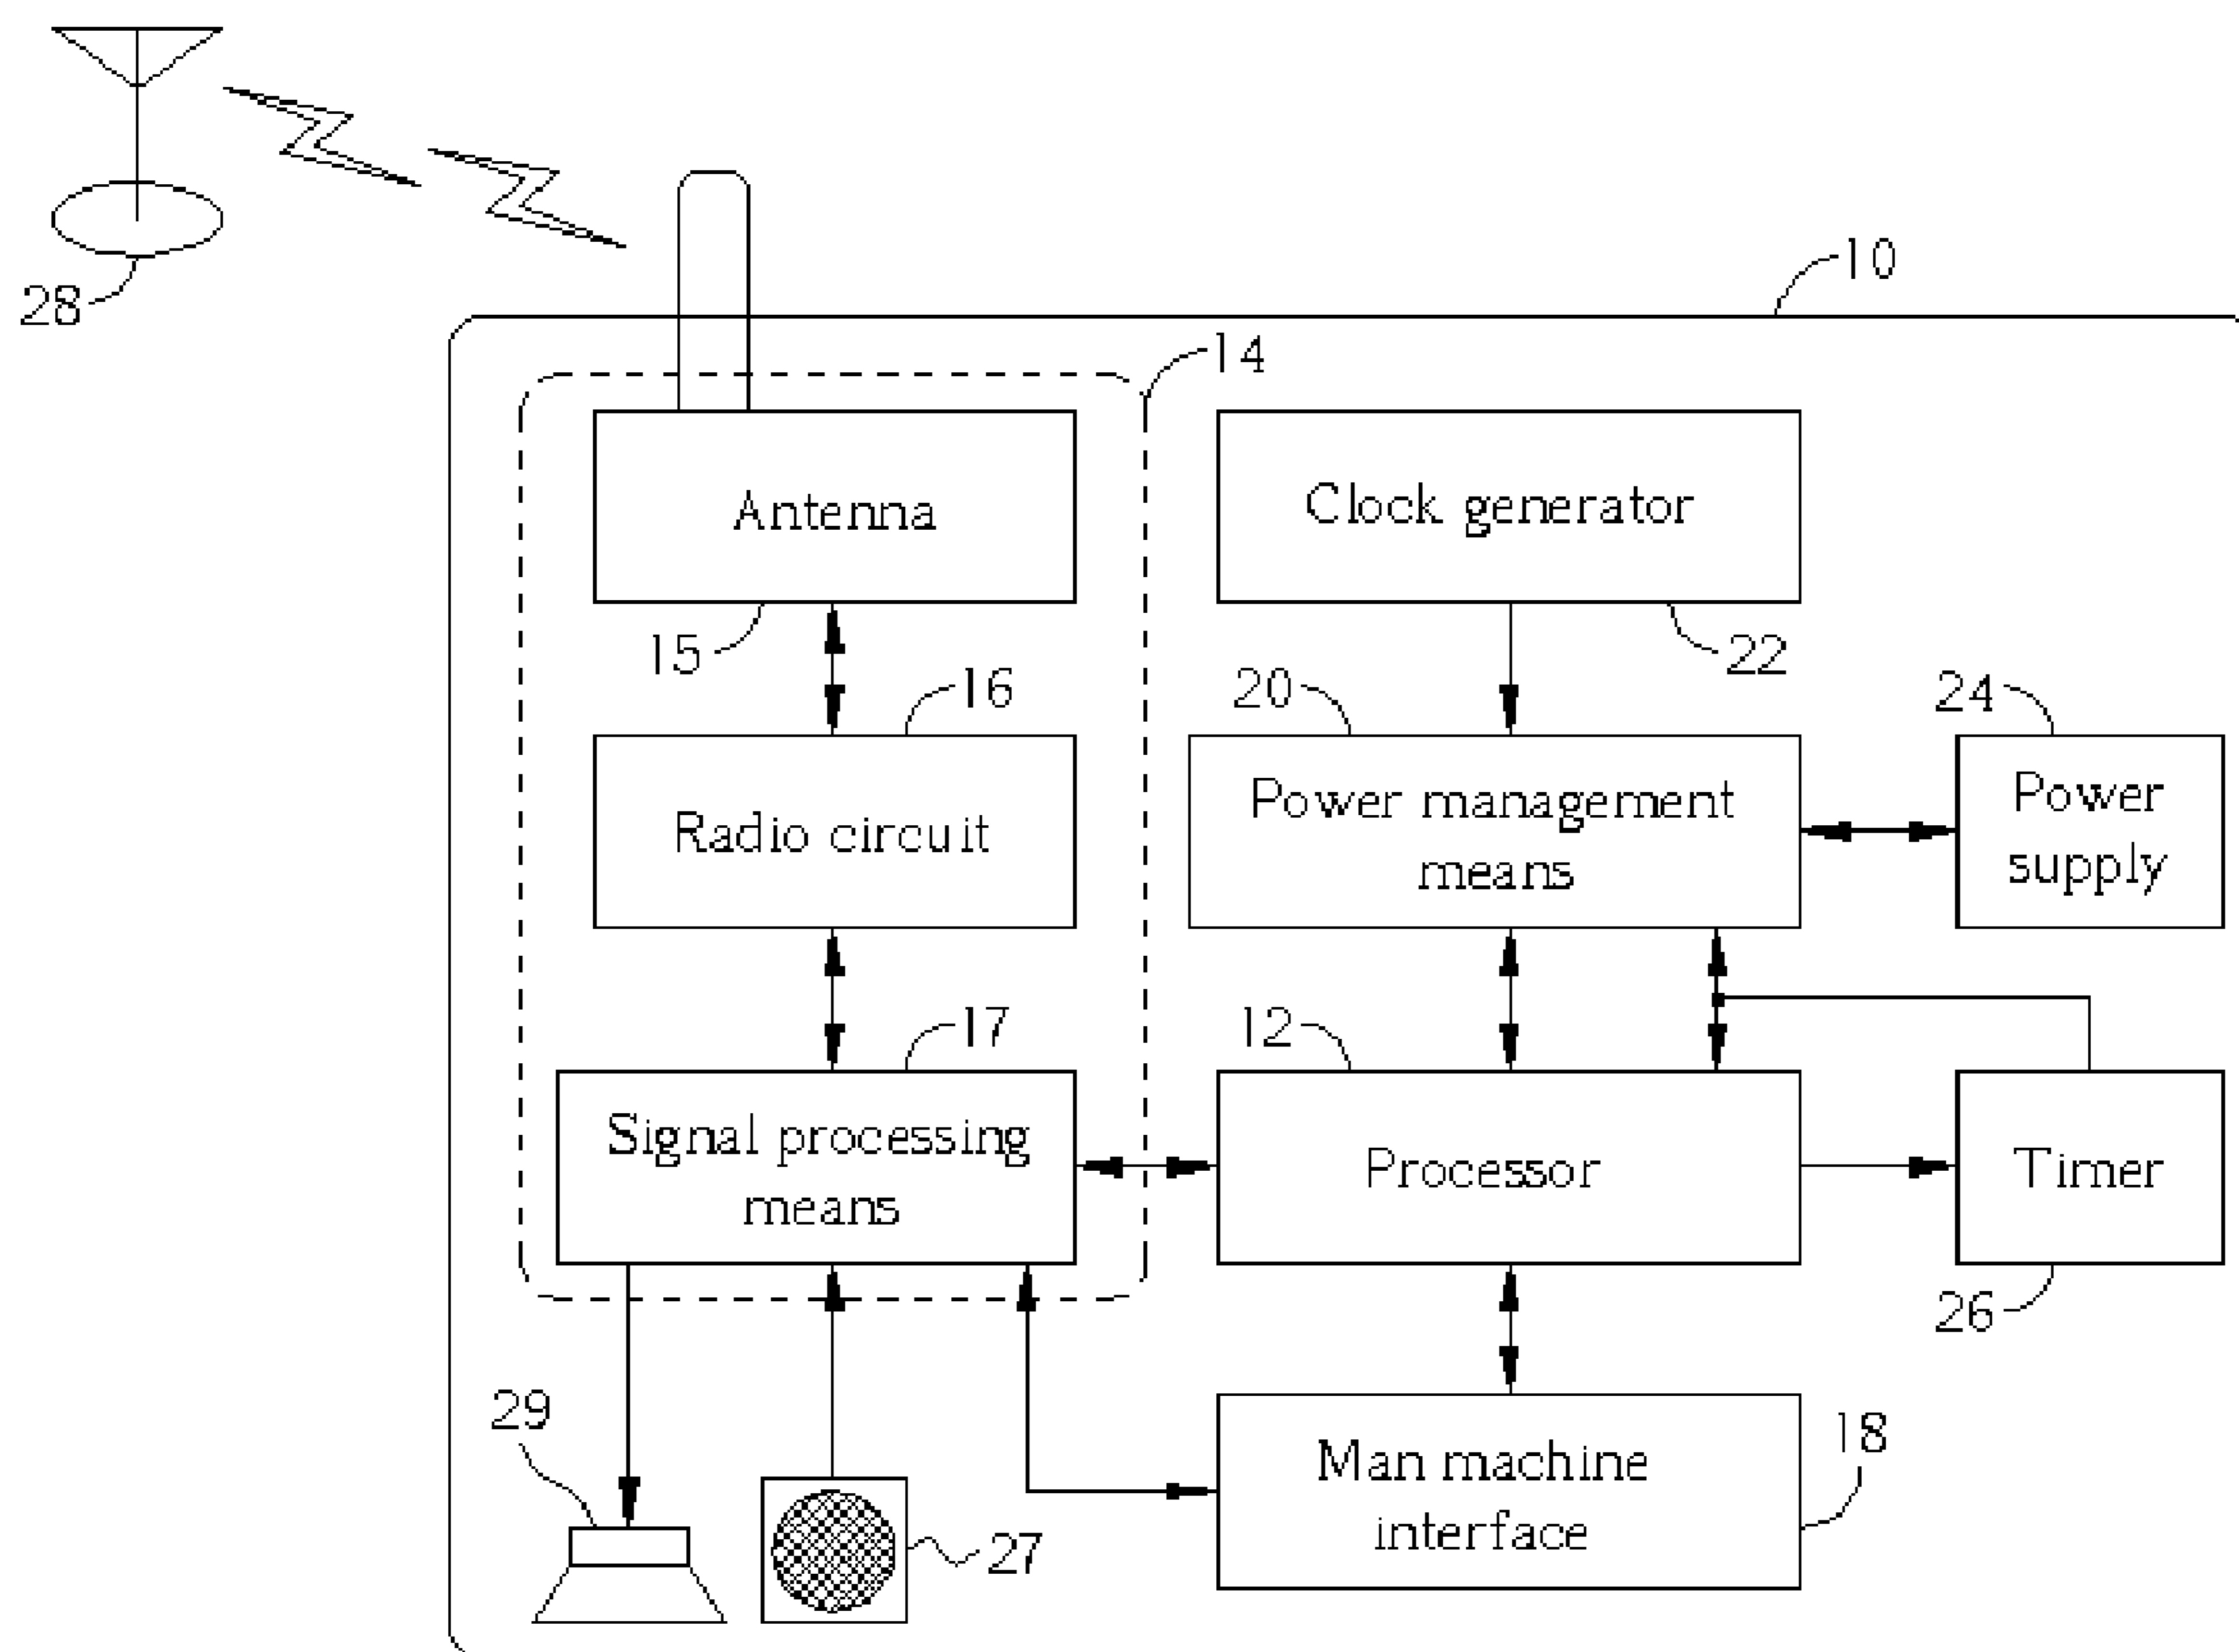 28
10
14
Antenna
15
Clock generator
22
16
Radio circuit
20
Power management
means
24
Power
supply
17
Signal processing
means
12
Processor
Timer
26
29
27
Man machine
interface
18